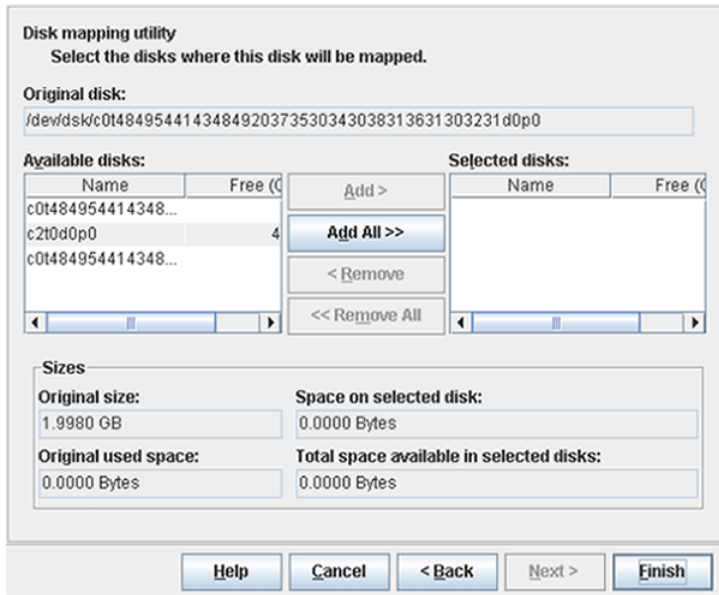 Disk mapping utility
Select the disks where this disk will be mapped.
Original disk:
/dev/dsk/c0t48495441434849203735303430383136313032​31d0p0
Available disks:
Selected disks:
Name Free (G
c0t484954414348...
c2t0d0p0 4
c0t484954414348...
Add >
Add All >>
< Remove
<< Remove All
Name Free (G
Sizes
Original size:
Space on selected disk:
1.9980 GB
0.0000 Bytes
Original used space:
Total space available in selected disks:
0.0000 Bytes
0.0000 Bytes
Help
Cancel
< Back
Next >
Finish